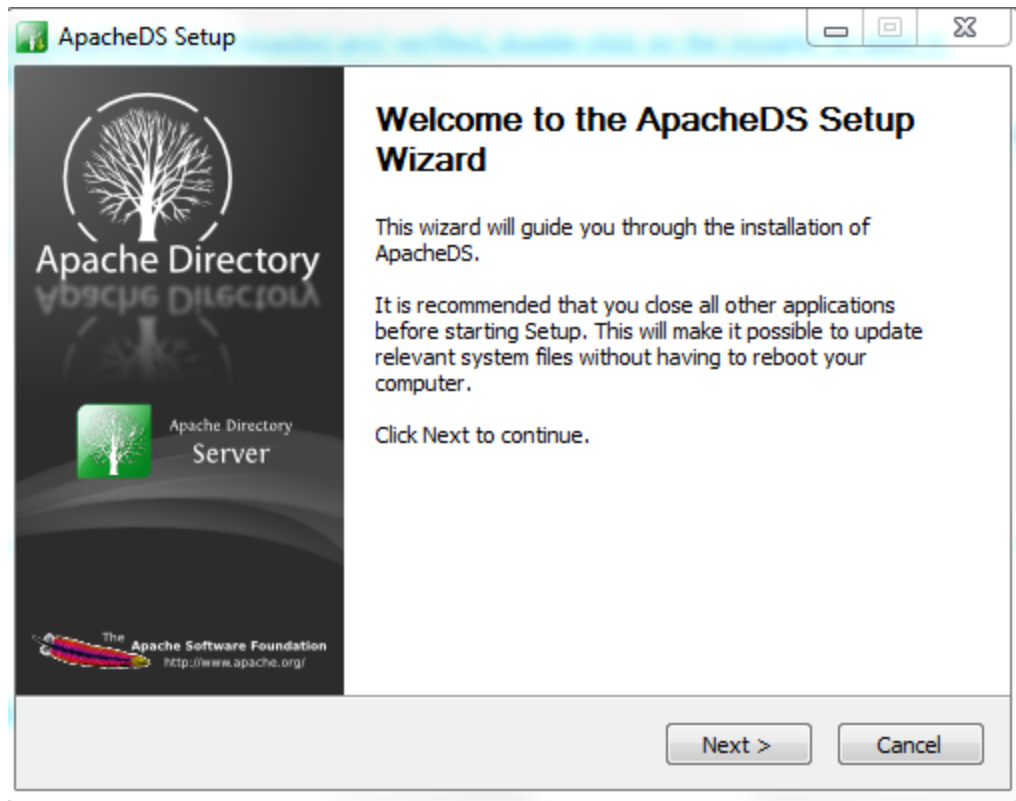 ApacheDS Setup
Apache Directory
Apache Directory
Server
The
Apache Software Foundation
http://www.apache.org/
Welcome to the ApacheDS Setup
Wizard
This wizard will guide you through the installation of
ApacheDS.
It is recommended that you close all other applications
before starting Setup. This will make it possible to update
relevant system files without having to reboot your
computer.
Click Next to continue.
Next >
Cancel